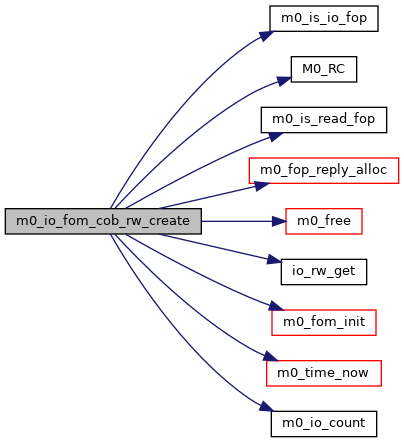 m0_is_io_fop
M0_RC
m0_is_read_fop
m0_fop_reply_alloc
m0_io_fom_cob_rw_create
m0_free
io_rw_get
m0_fom_init
m0_time_now
m0_io_count